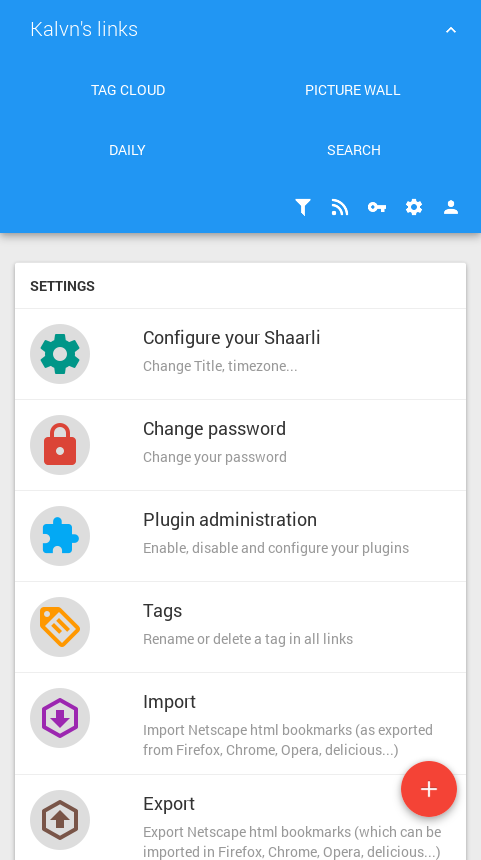 Kalvn's links
TAG CLOUD
PICTURE WALL
DAILY
SEARCH
SETTINGS
Configure your Shaarli
Change Title, timezone...
Change password
Change your password
Plugin administration
Enable, disable and configure your plugins
Tags
Rename or delete a tag in all links
Import
Import Netscape html bookmarks (as exported
from Firefox, Chrome, Opera, delicious...)
Export
Export Netscape html bookmarks (which can be
imported in Firefox, Chrome, Opera, delicious...)